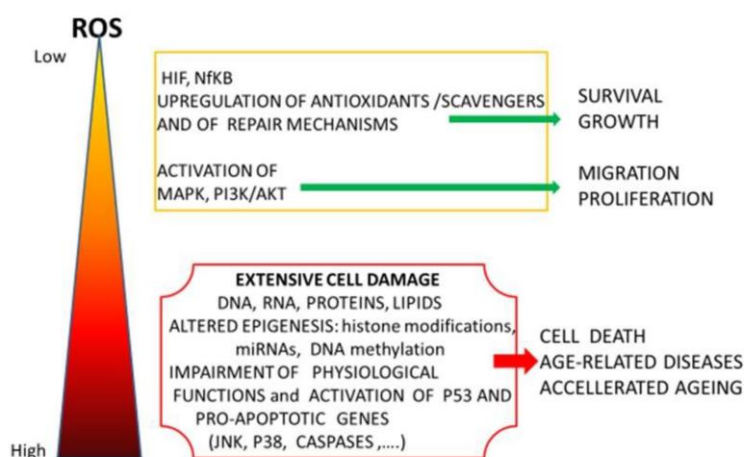 ROS
Low
HIF, NfKB
UPREGULATION OF ANTIOXIDANTS /SCAVENGERS
AND OF REPAIR MECHANISMS
SURVIVAL
GROWTH
ACTIVATION OF
MAPK, PI3K/AKT
MIGRATION
PROLIFERATION
EXTENSIVE CELL DAMAGE
DNA, RNA, PROTEINS, LIPIDS
ALTERED EPIGENESIS: histone modifications,
miRNAs, DNA methylation
IMPAIRMENT OF PHYSIOLOGICAL
FUNCTIONS and ACTIVATION OF P53 AND
PRO-APOPTOTIC GENES
(JNK, P38, CASPASES ,....)
CELL DEATH
AGE-RELATED DISEASES
ACCELLERATED AGEING
High